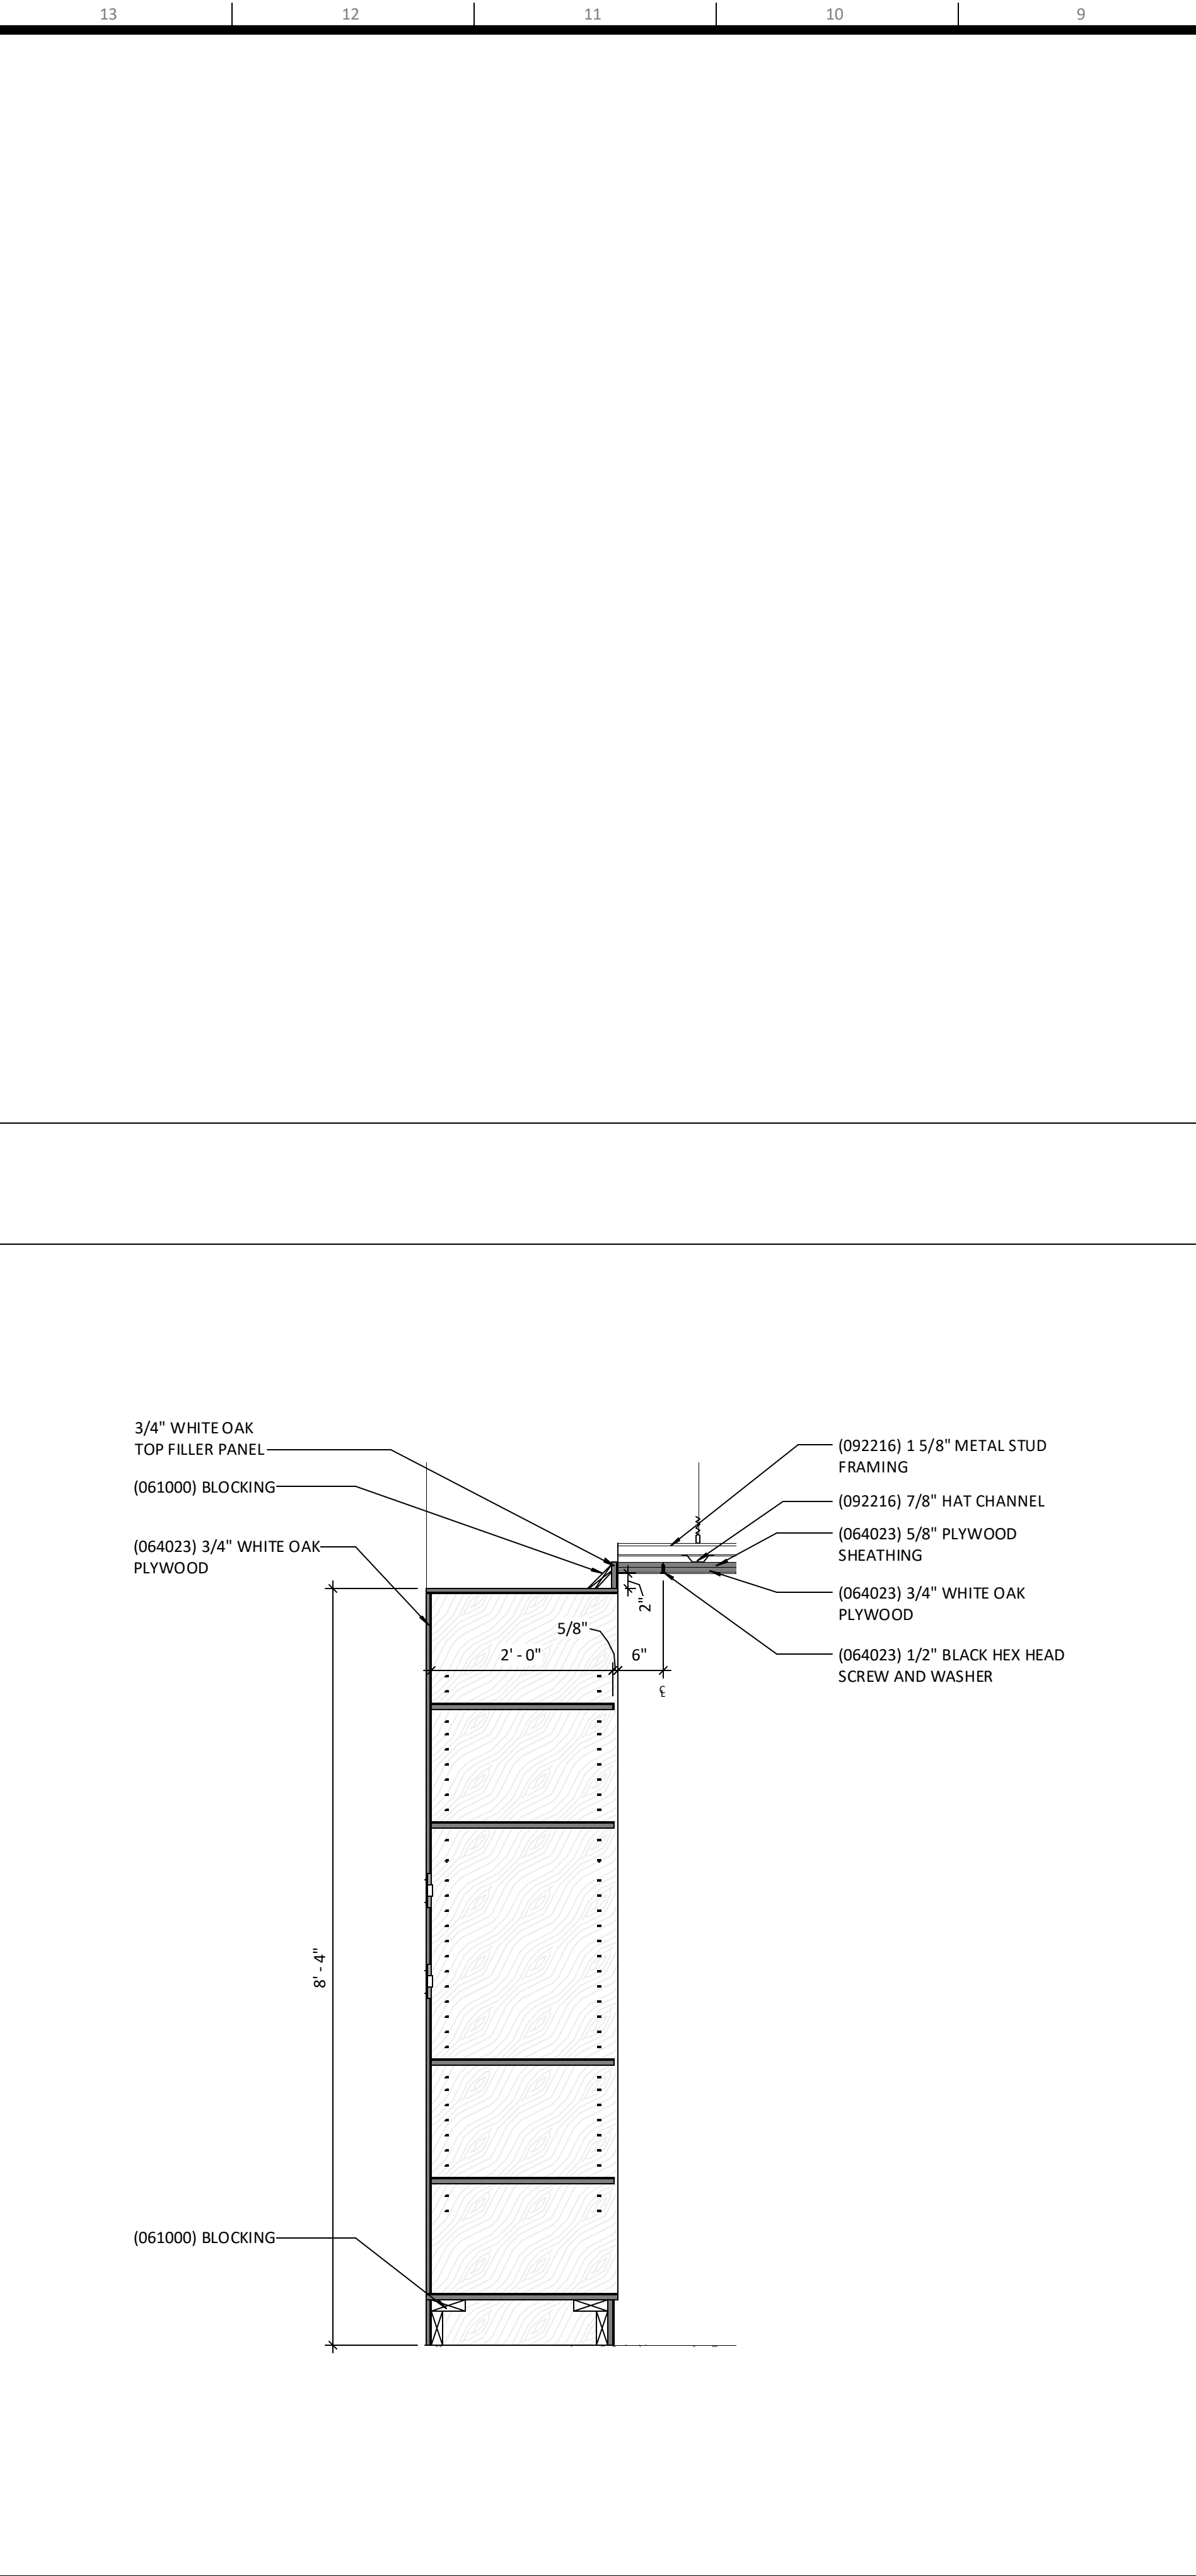 13 12 11 10 9
3/4" WHITE OAK
TOP FILLER PANEL
(061000) BLOCKING
(064023) 3/4" WHITE OAK
PLYWOOD
(092216) 1 5/8" METAL STUD
FRAMING
(092216) 7/8" HAT CHANNEL
(064023) 5/8" PLYWOOD
SHEATHING
(064023) 3/4" WHITE OAK
PLYWOOD
(064023) 1/2" BLACK HEX HEAD
SCREW AND WASHER
2"
5/8"
2' - 0"
6"
℄
8' - 4"
(061000) BLOCKING